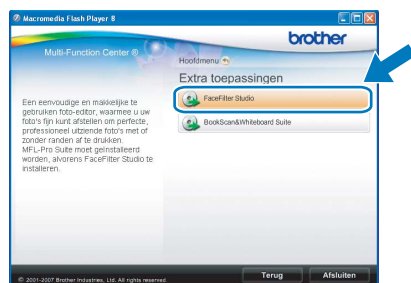 Macromedia Flash Player 8
brother
Multi-Function Center ®
Hoofdmenu
Extra toepassingen
FaceFilter Studio
BookScan&Whiteboard Suite
Een eenvoudige en makkelijke te
gebruiken foto-editor, waarmee u uw
foto's fijn kunt afstellen om perfecte,
professioneel uitziende foto's met of
zonder randen af te drukken.
MFL-Pro Suite moet geïnstalleerd
worden, alvorens FaceFilter Studio te
installeren.
© 2001-2007 Brother Industries, Ltd. All rights reserved.
Terug
Afsluiten